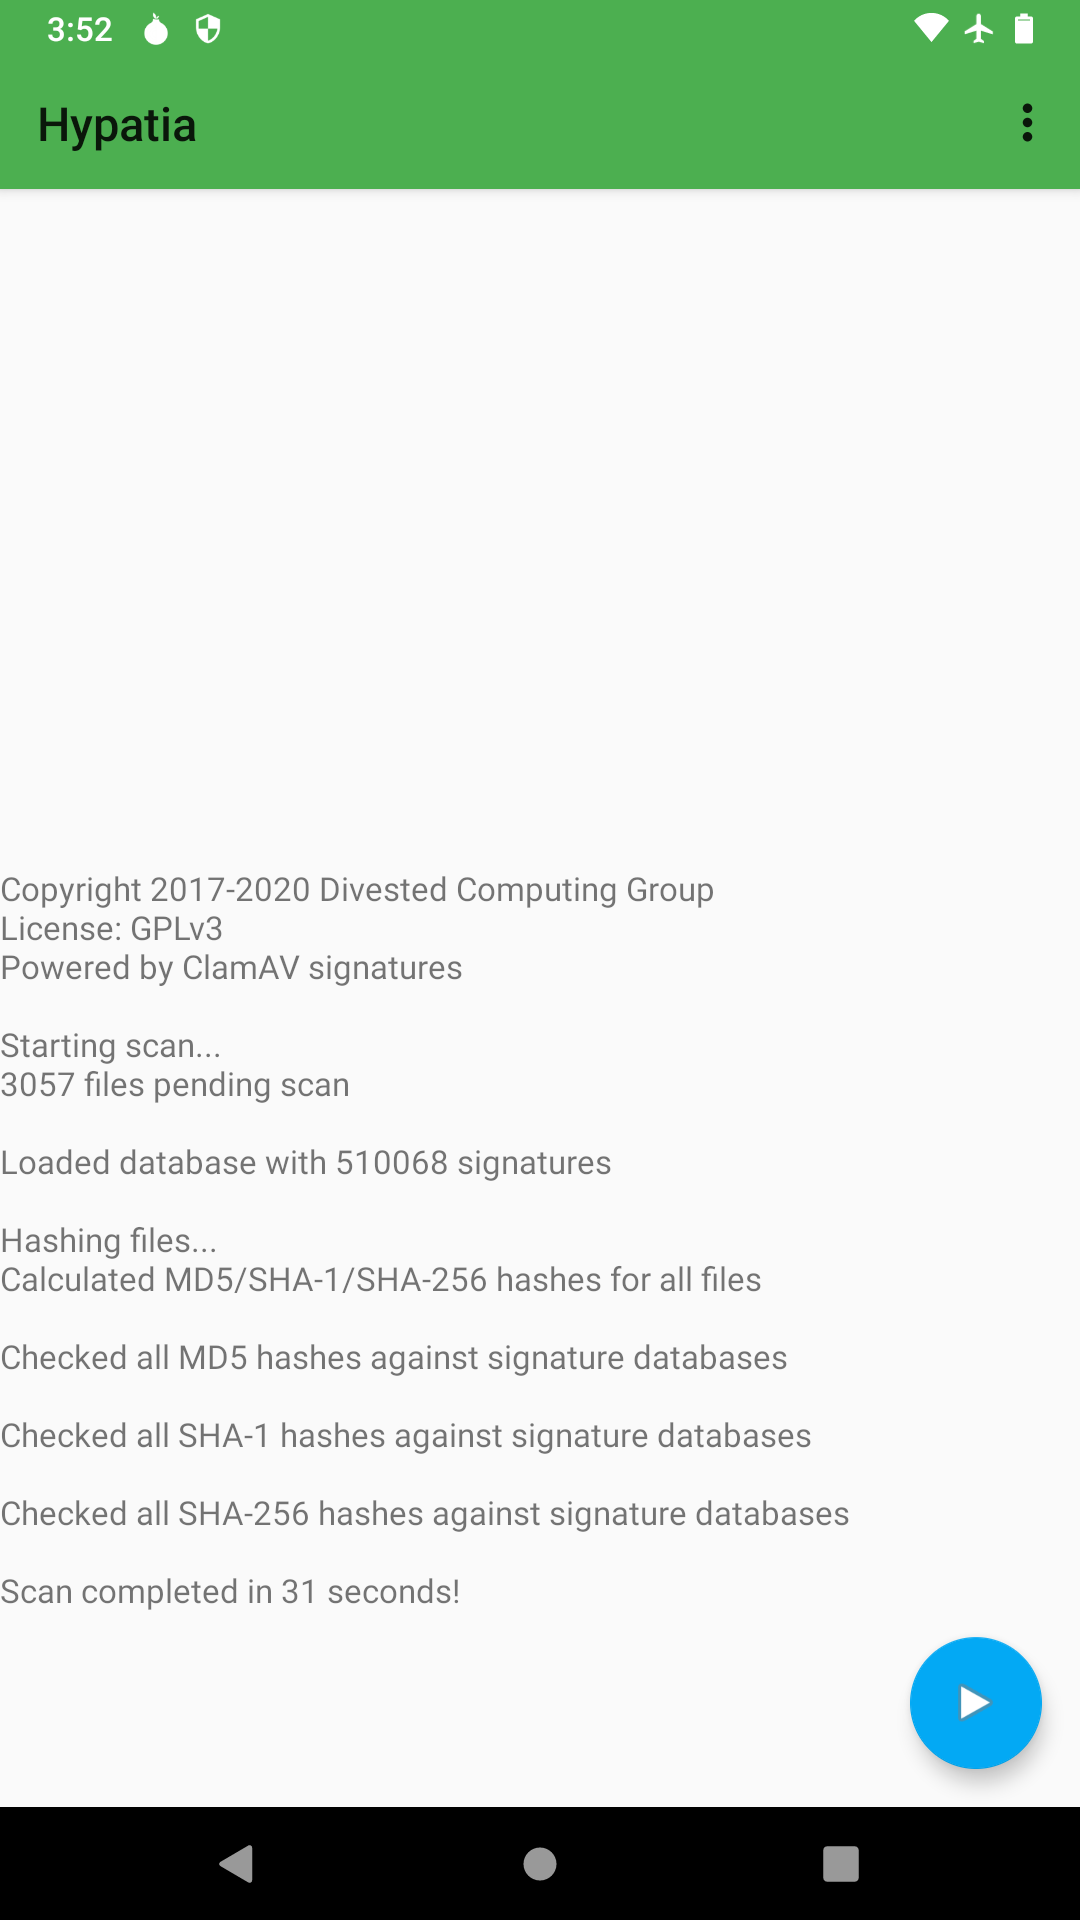 3:52
Hypatia
Copyright 2017-2020 Divested Computing Group
License: GPLv3
Powered by ClamAV signatures
Starting scan...
3057 files pending scan
Loaded database with 510068 signatures
Hashing files...
Calculated MD5/SHA-1/SHA-256 hashes for all files
Checked all MD5 hashes against signature databases
Checked all SHA-1 hashes against signature databases
Checked all SHA-256 hashes against signature databases
Scan completed in 31 seconds!